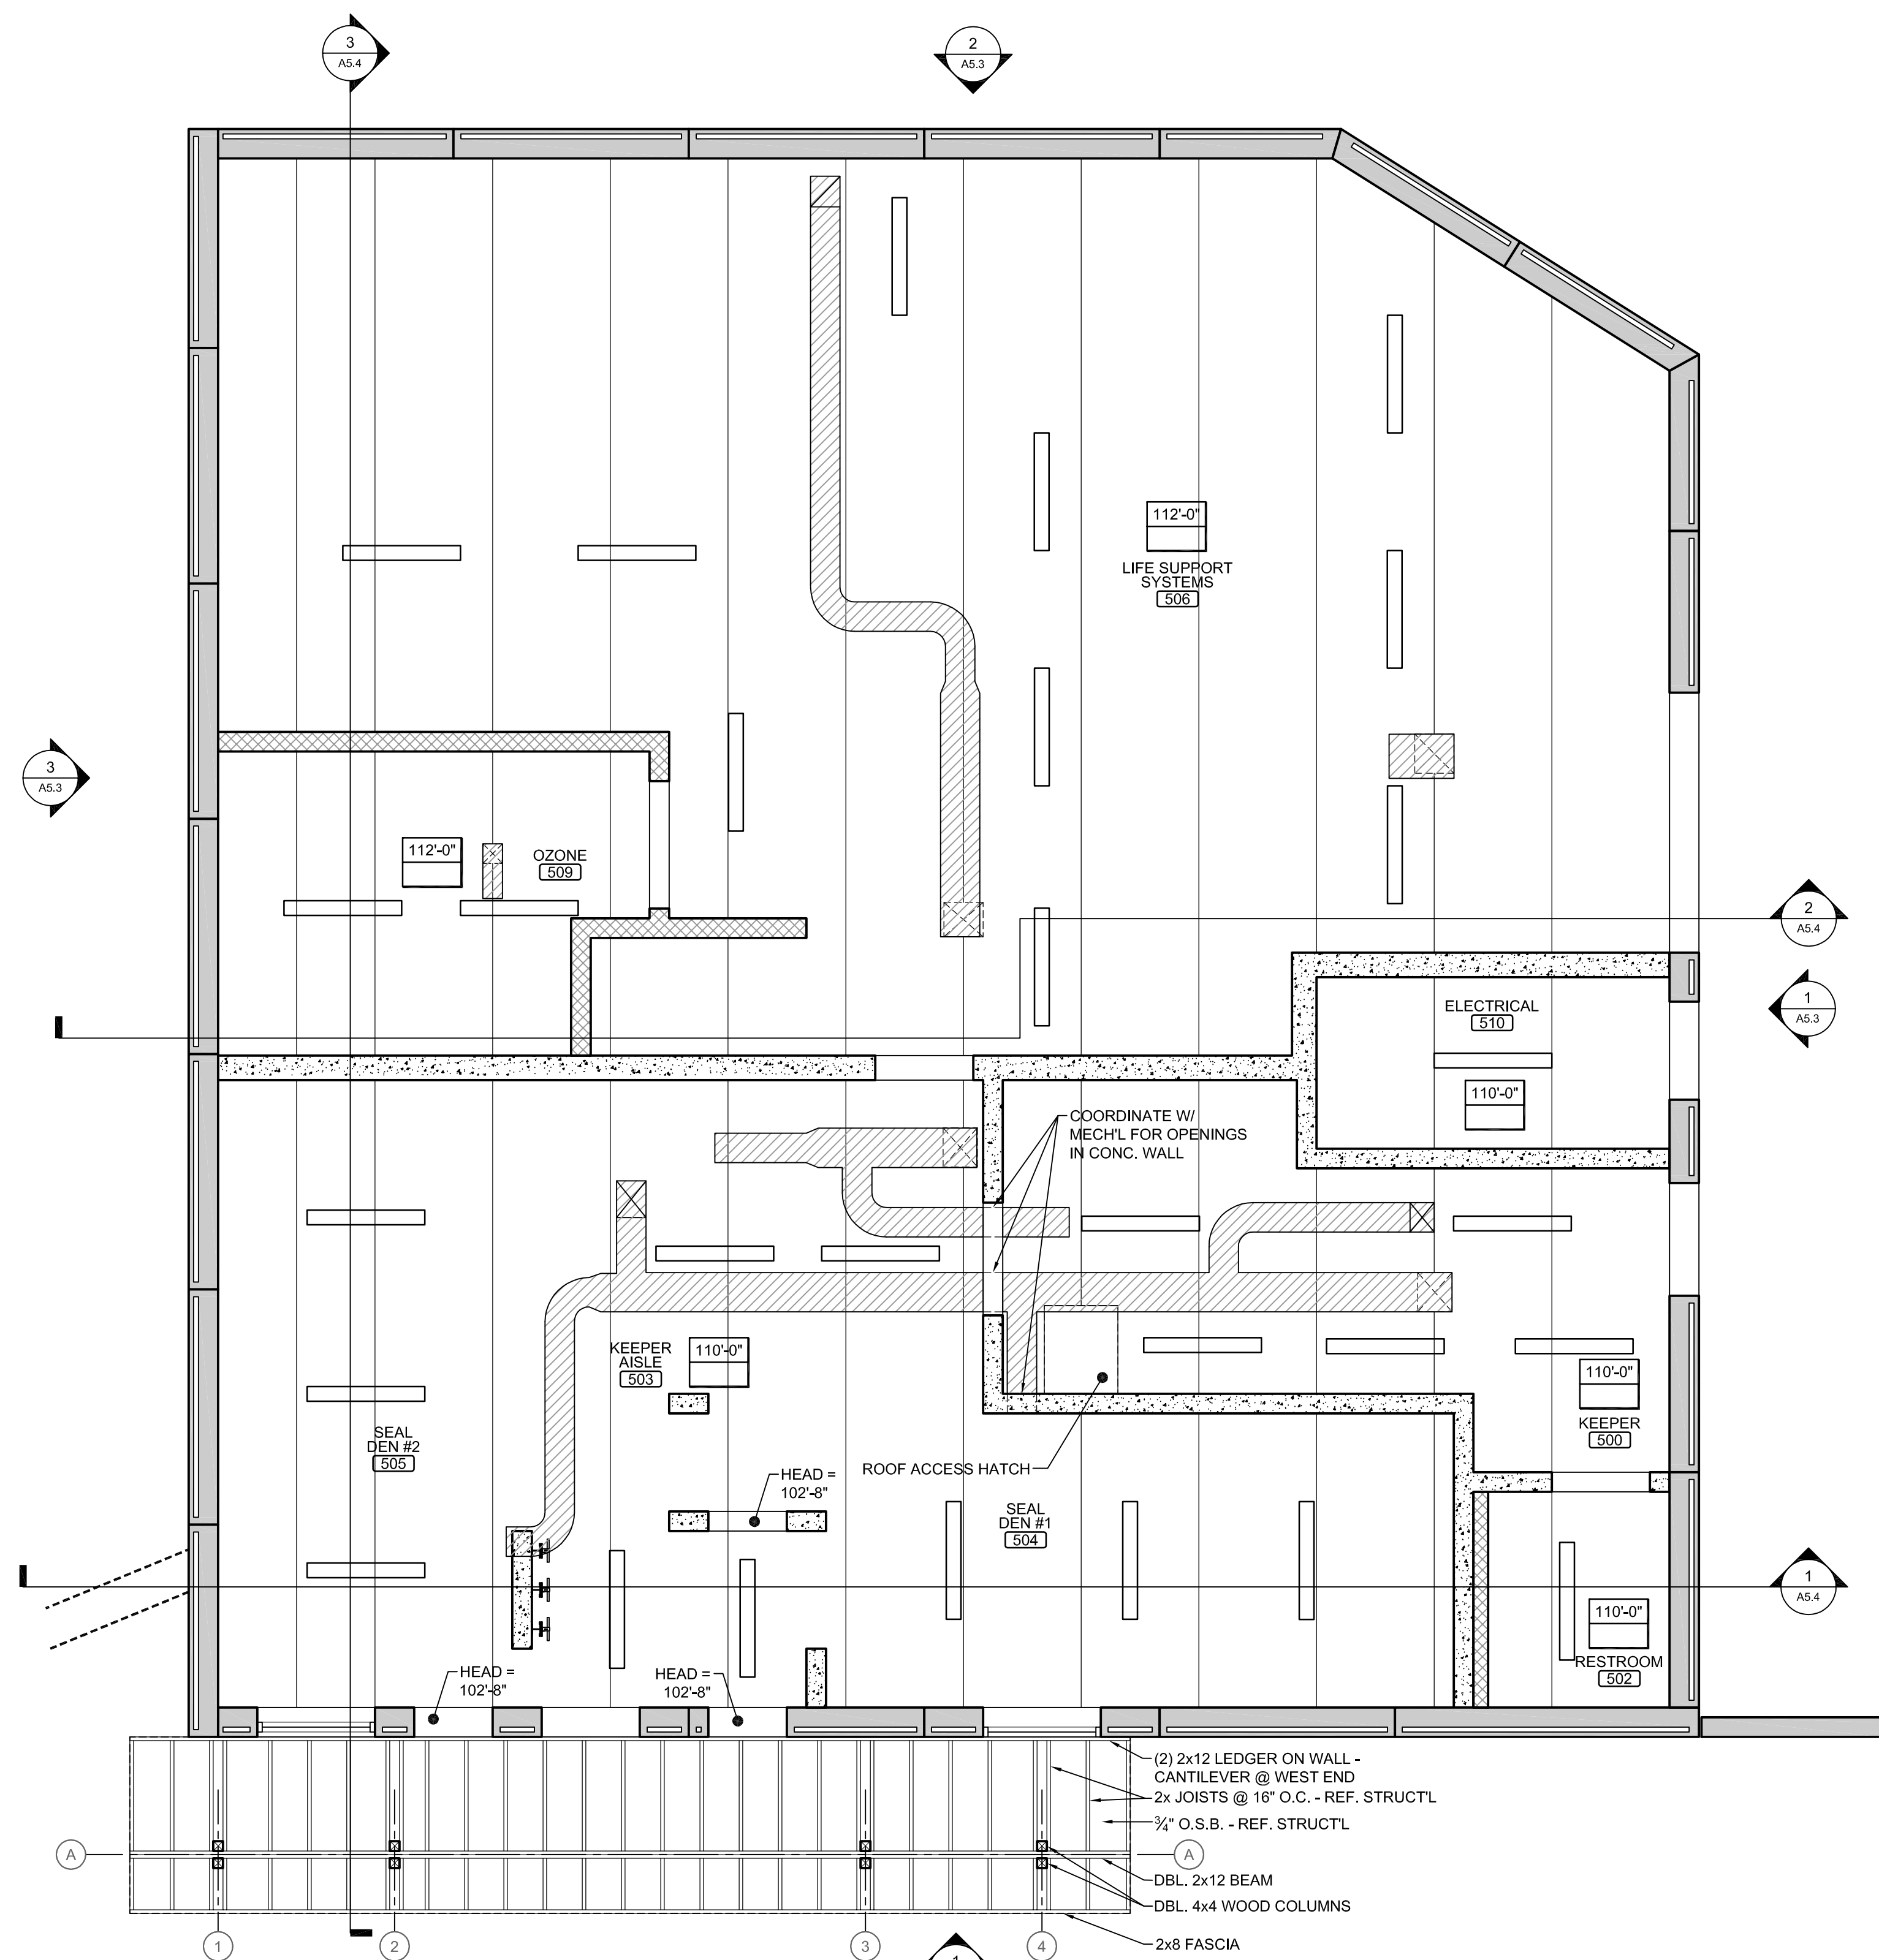 3
A5.4
2
A5.3
112'-0"
LIFE SUPPORT
SYSTEMS
506
3
A5.3
112'-0"
OZONE
509
2
A5.4
ELECTRICAL
510
1
A5.3
110'-0"
COORDINATE W/
MECH'L FOR OPENINGS
IN CONC. WALL
KEEPER
AISLE
503
110'-0"
110'-0"
KEEPER
500
SEAL
DEN #2
505
ROOF ACCESS HATCH
HEAD =
102'-8"
SEAL
DEN #1
504
1
A5.4
110'-0"
RESTROOM
502
HEAD =
102'-8"
HEAD =
102'-8"
(2) 2x12 LEDGER ON WALL -
CANTILEVER @ WEST END
2x JOISTS @ 16" O.C. - REF. STRUCT'L
¾" O.S.B. - REF. STRUCT'L
A
A
DBL. 2x12 BEAM
DBL. 4x4 WOOD COLUMNS
2x8 FASCIA
1
2
3
4
1